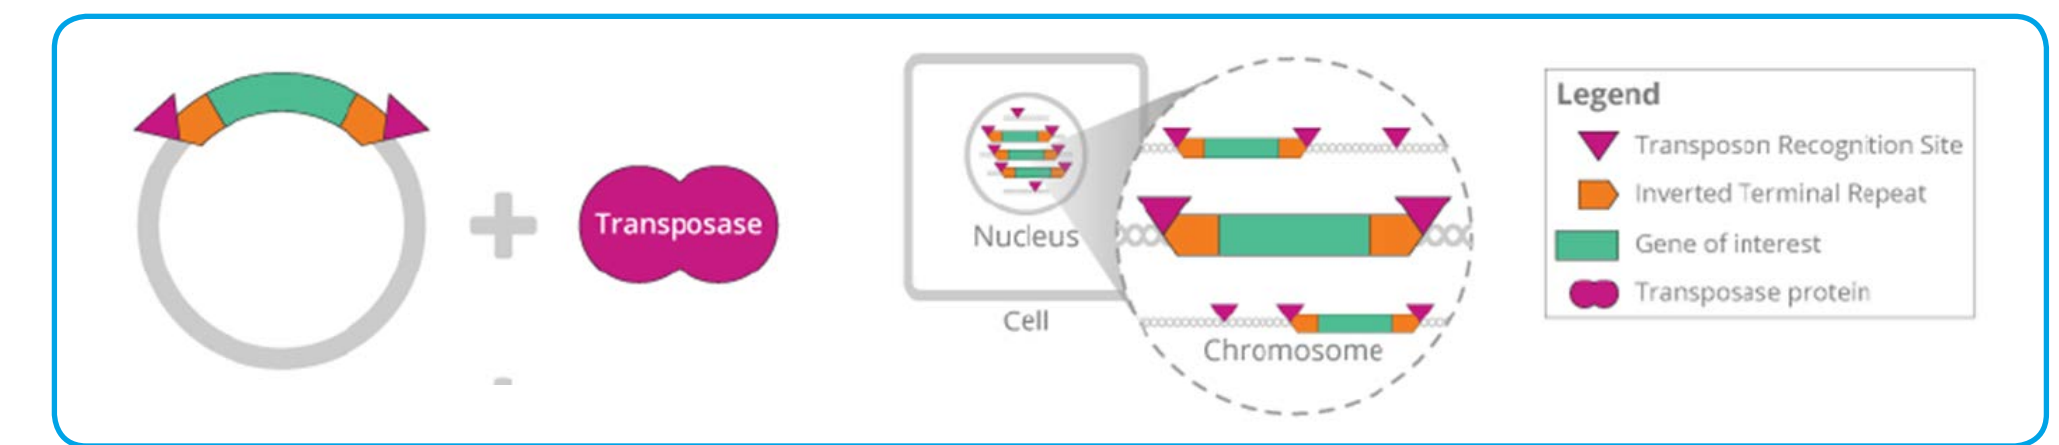 Transposase
Nucleus
Cell
Chromosome
Legend
Transposon Recognition Site
Inverted Terminal Repeat
Gene of interest
Transposase protein